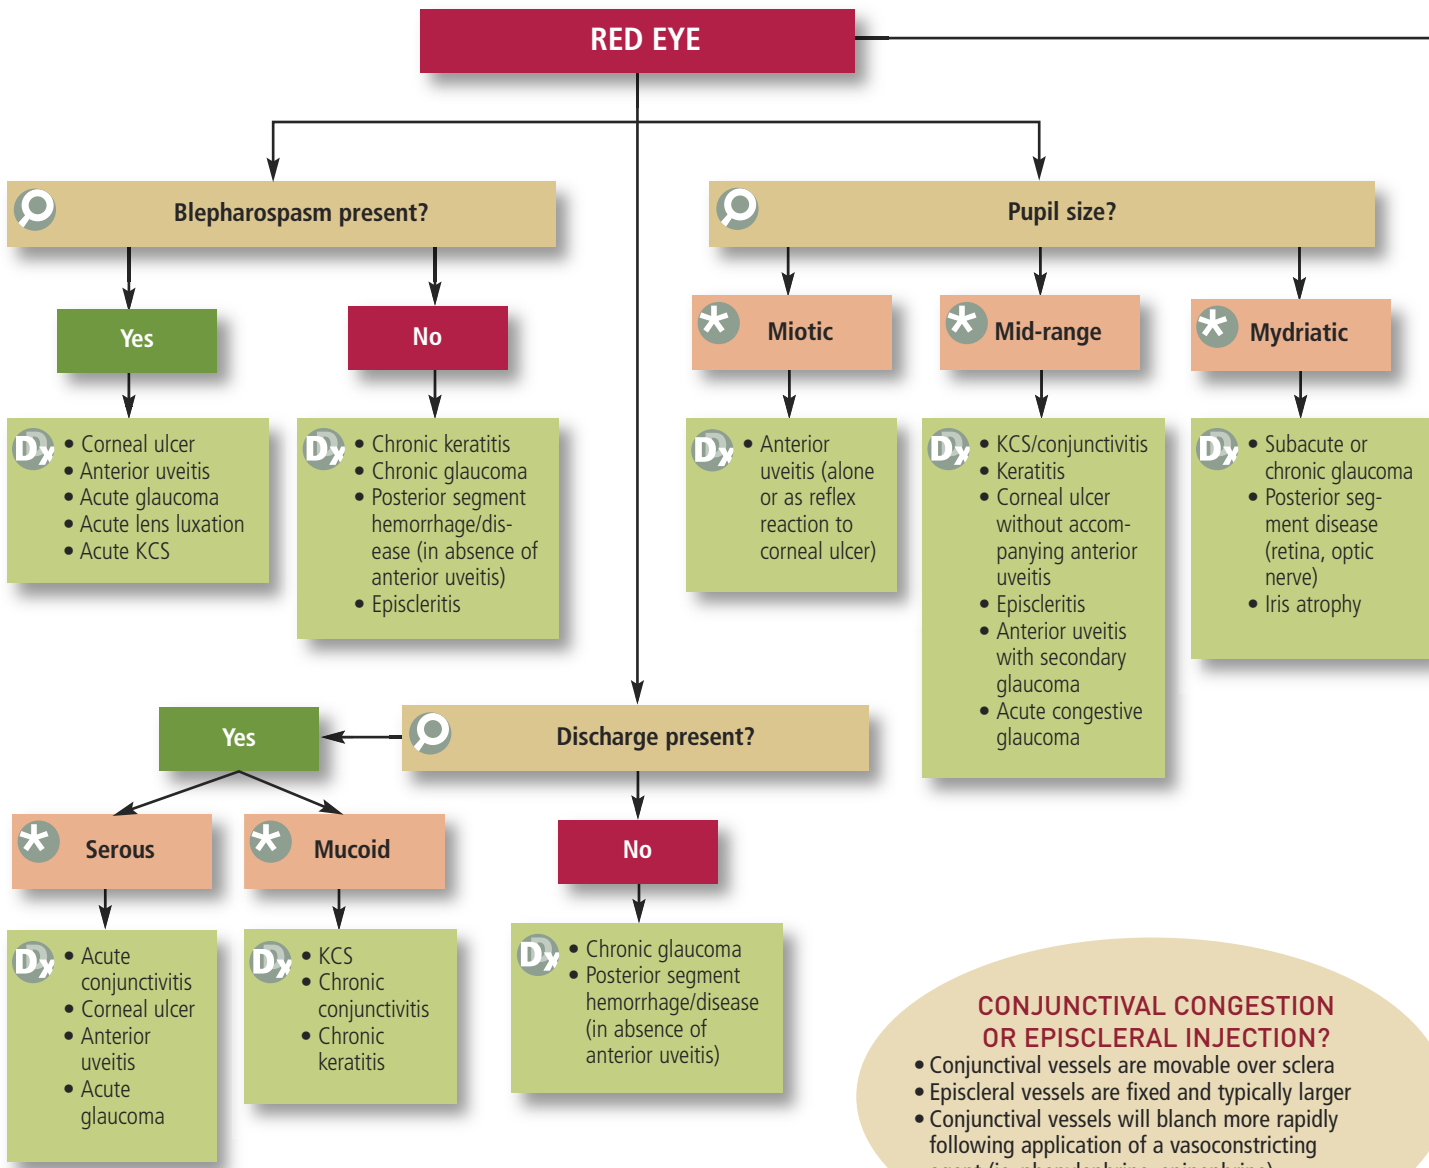 RED EYE
Blepharospasm present?
Yes
Dx
• Corneal ulcer
• Anterior uveitis
• Acute glaucoma
• Acute lens luxation
• Acute KCS
No
Dx
• Chronic keratitis
• Chronic glaucoma
• Posterior segment
hemorrhage/dis-
ease (in absence of
anterior uveitis)
• Episcleritis
Pupil size?
* Miotic
Dx
• Anterior
uveitis (alone
or as reflex
reaction to
corneal ulcer)
* Mid-range
Dx
• KCS/conjunctivitis
• Keratitis
• Corneal ulcer
without accom-
panying anterior
uveitis
• Episcleritis
• Anterior uveitis
with secondary
glaucoma
• Acute congestive
glaucoma
* Mydriatic
Dx
• Subacute or
chronic glaucoma
• Posterior seg-
ment disease
(retina, optic
nerve)
• Iris atrophy
Discharge present?
Yes
* Serous
Dx
• Acute
conjunctivitis
• Corneal ulcer
• Anterior
uveitis
• Acute
glaucoma
* Mucoid
Dx
• KCS
• Chronic
conjunctivitis
• Chronic
keratitis
No
Dx
• Chronic glaucoma
• Posterior segment
hemorrhage/disease
(in absence of
anterior uveitis)
CONJUNCTIVAL CONGESTION
OR EPISCLERAL INJECTION?
• Conjunctival vessels are movable over sclera
• Episcleral vessels are fixed and typically larger
• Conjunctival vessels will blanch more rapidly
following application of a vasoconstricting